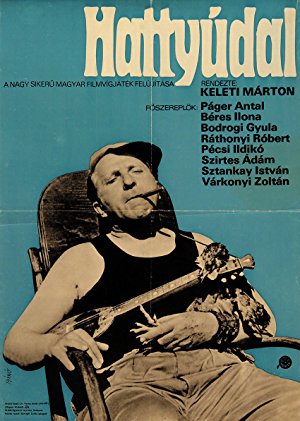 Hattyúdal
A NAGY SIKERŰ MAGYAR FILMVÍGJÁTÉK FELÚJÍTÁSA
RENDEZTE:
KELETI MÁRTON
FŐSZEREPLŐK: Páger Antal
Béres Ilona
Bodrogi Gyula
Ráthonyi Róbert
Pécsi Ildikó
Szirtes Ádám
Sztankay István
Várkonyi Zoltán